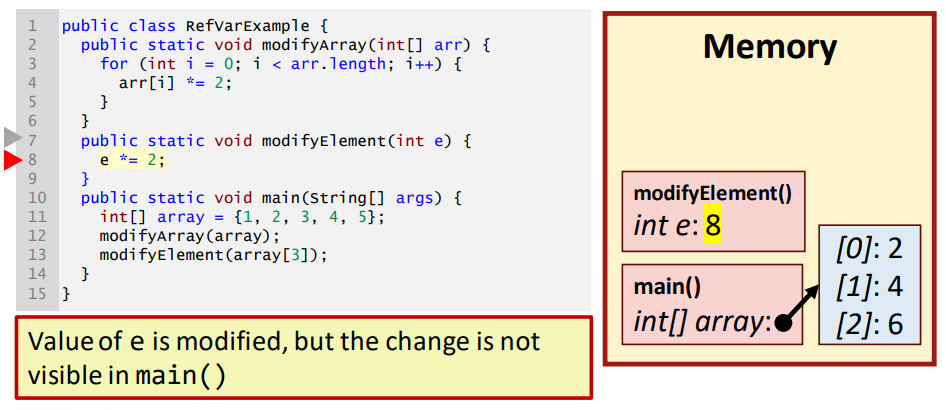 1 public class RefVarExample {
2 public static void modifyArray(int[] arr) {
3 for (int i = 0; i < arr.length; i++) {
4 arr[i] *= 2;
5 }
6 }
7 public static void modifyElement(int e) {
8 e *= 2;
9 }
10 public static void main(String[] args) {
11 int[] array = {1, 2, 3, 4, 5};
12 modifyArray(array);
13 modifyElement(array[3]);
14 }
15 }
Value of e is modified, but the change is not
visible in main()
Memory
modifyElement()
int e: 8
main()
int[] array:
[0]: 2
[1]: 4
[2]: 6